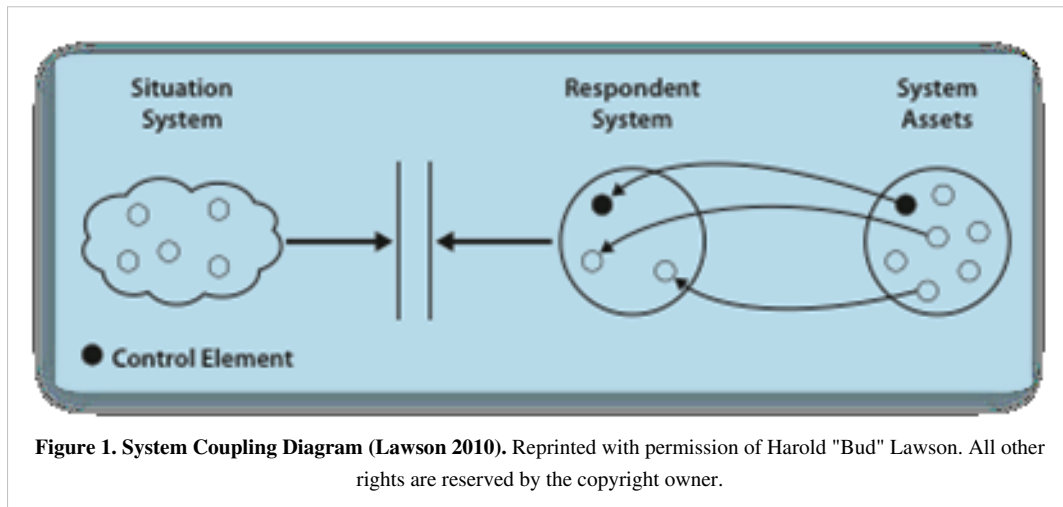 Situation
System
Respondent
System
System
Assets
Control Element
Figure 1. System Coupling Diagram (Lawson 2010). Reprinted with permission of Harold "Bud" Lawson. All other
rights are reserved by the copyright owner.